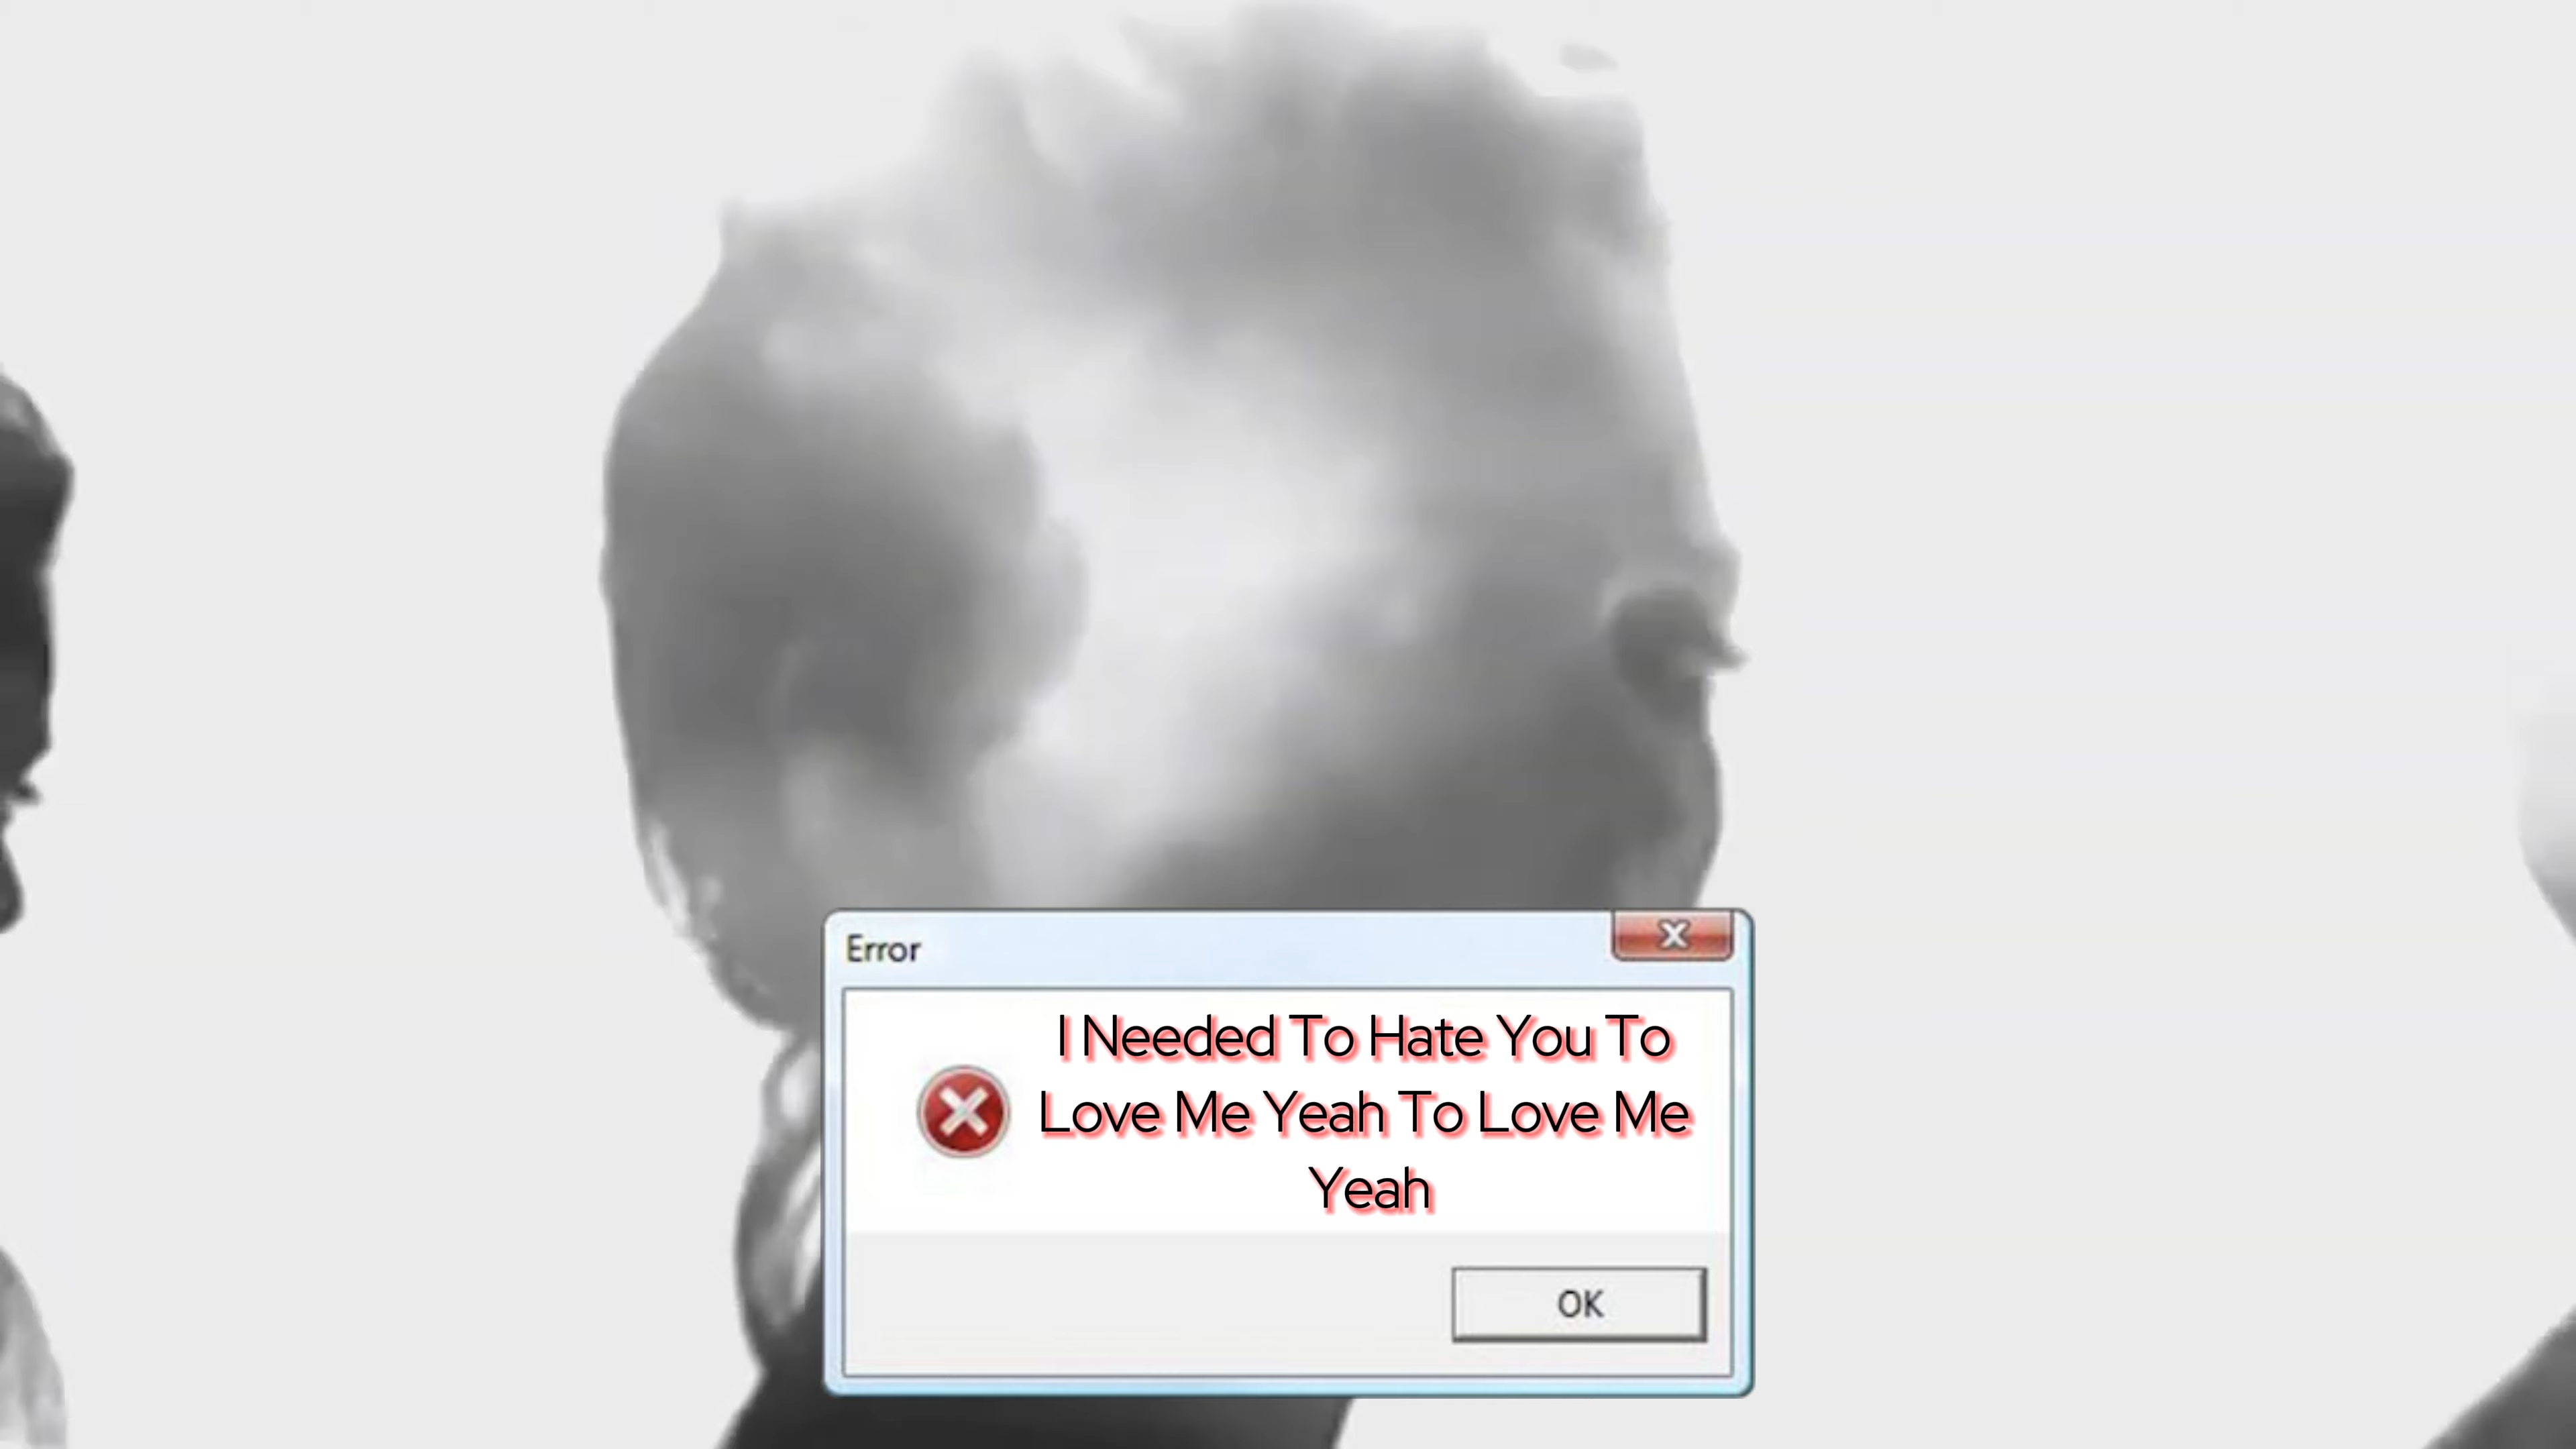 Error
I Needed To Hate You To
Love Me Yeah To Love Me
Yeah
OK